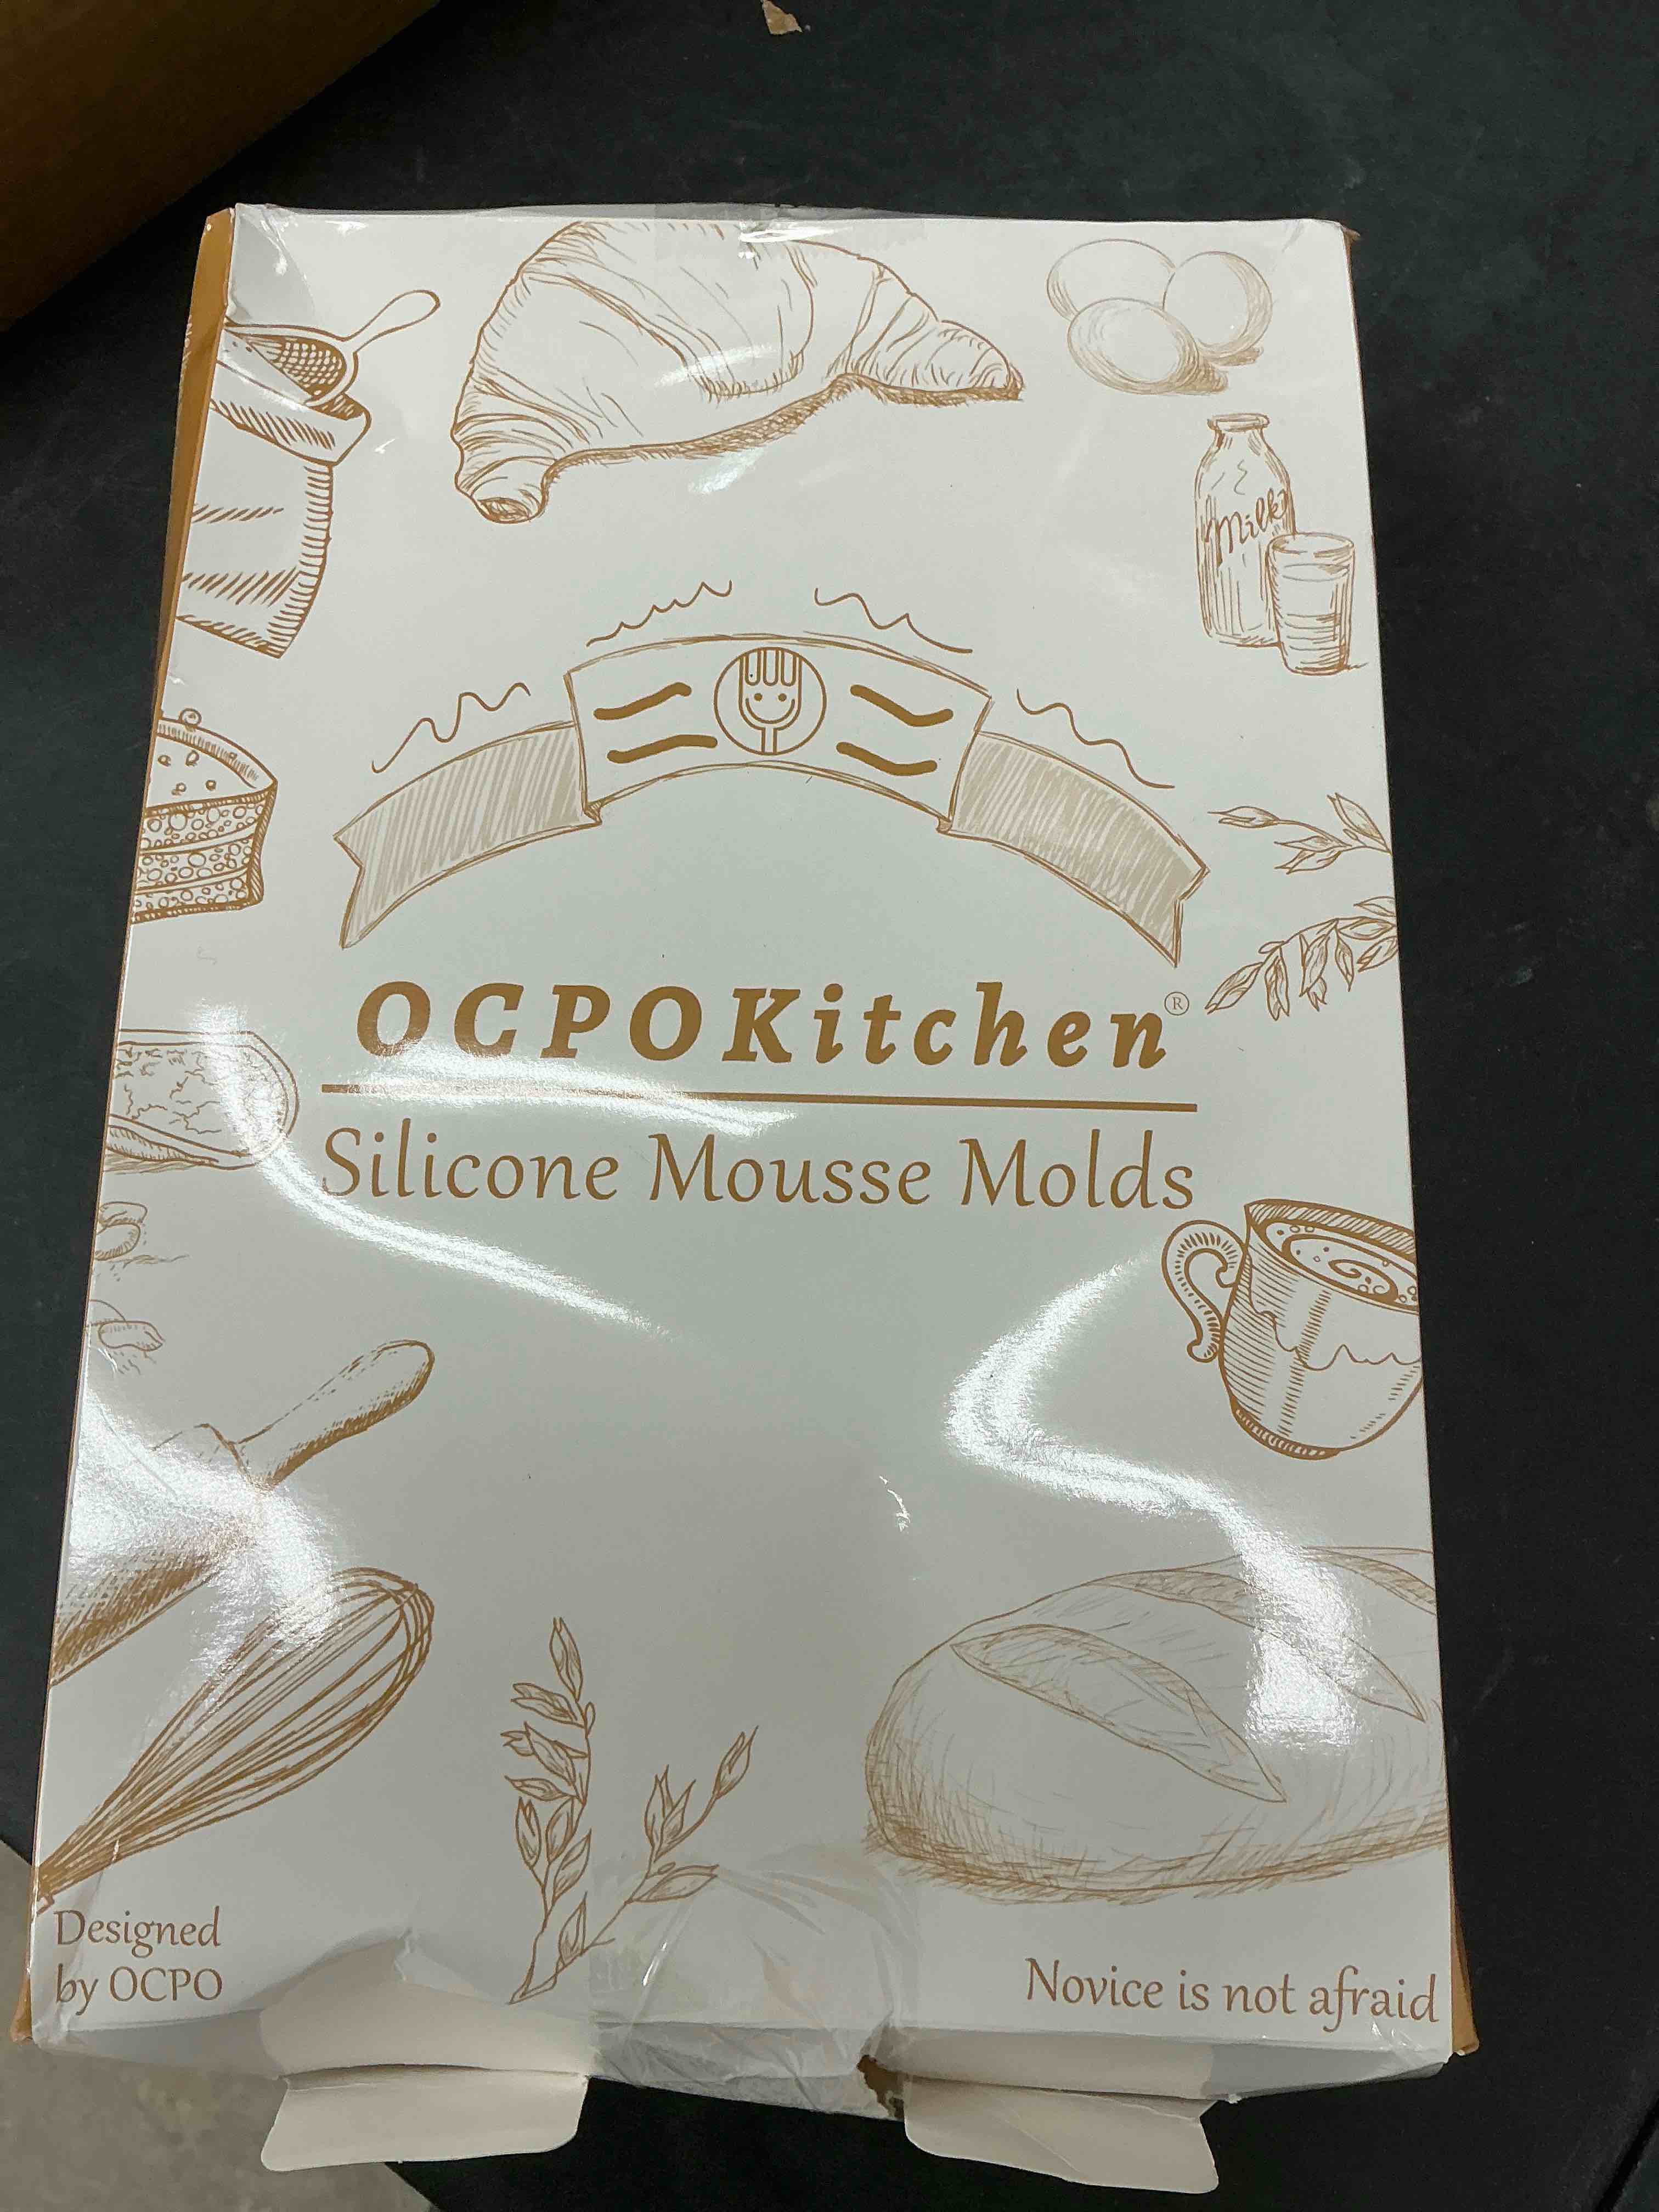 Milk
OCPOKitchen®
Silicone Mousse Molds
Designed
by OCPO
Novice is not afraid